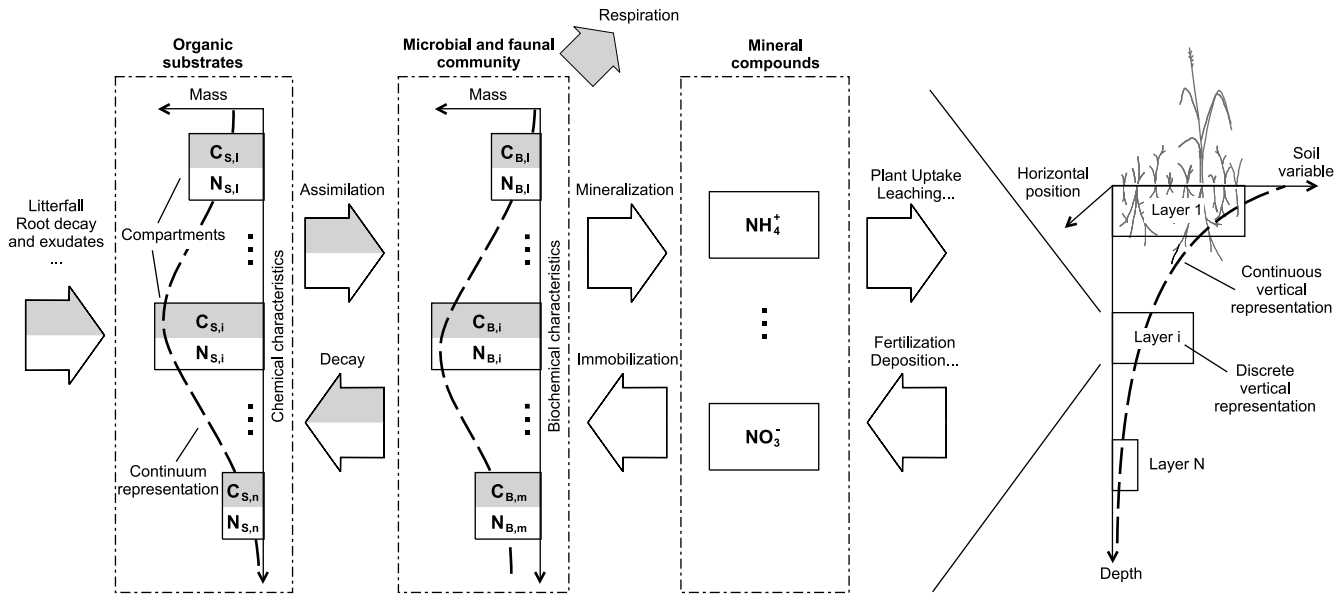 Respiration
Organic
substrates
Microbial and faunal
community
Mineral
compounds
Mass
C_S,I
N_S,I
Compartments
C_S,i
N_S,i
Continuum
representation
C_S,n
N_S,n
Chemical characteristics
Litterfall
Root decay
and exudates
...
Assimilation
Decay
Mass
C_B,I
N_B,I
C_B,i
N_B,i
C_B,m
N_B,m
Biochemical characteristics
Mineralization
Immobilization
NH4+
NO3-
Plant Uptake
Leaching...
Fertilization
Deposition...
Horizontal
position
Soil
variable
Layer 1
Continuous
vertical
representation
Layer i
Discrete
vertical
representation
Layer N
Depth